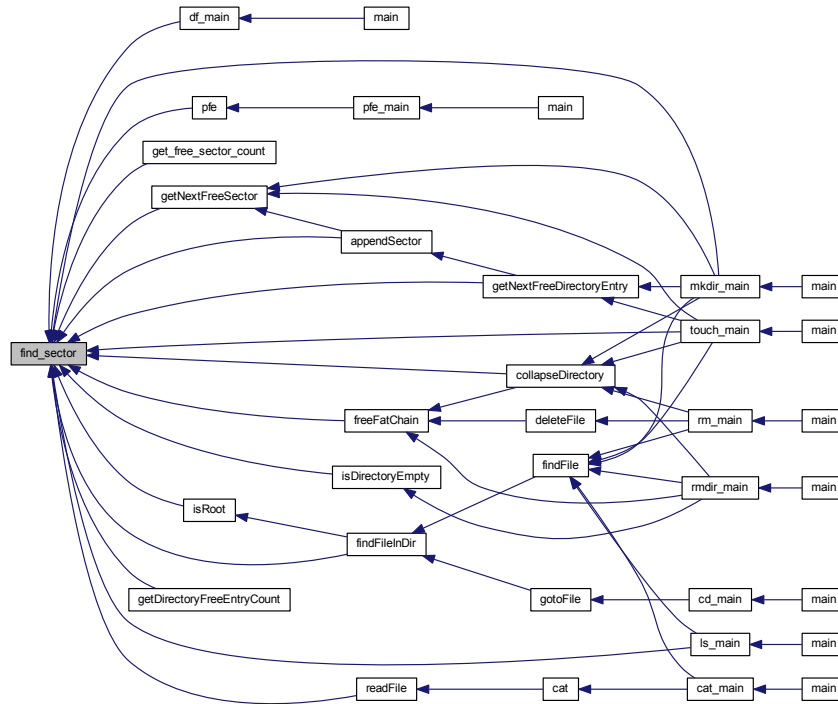 df_main
main
pfe
pfe_main
main
get_free_sector_count
getNextFreeSector
appendSector
getNextFreeDirectoryEntry
mkdir_main
main
touch_main
main
find_sector
collapseDirectory
freeFatChain
deleteFile
rm_main
main
findFile
isDirectoryEmpty
rmdir_main
main
isRoot
findFileInDir
getDirectoryFreeEntryCount
gotoFile
cd_main
main
ls_main
main
readFile
cat
cat_main
main